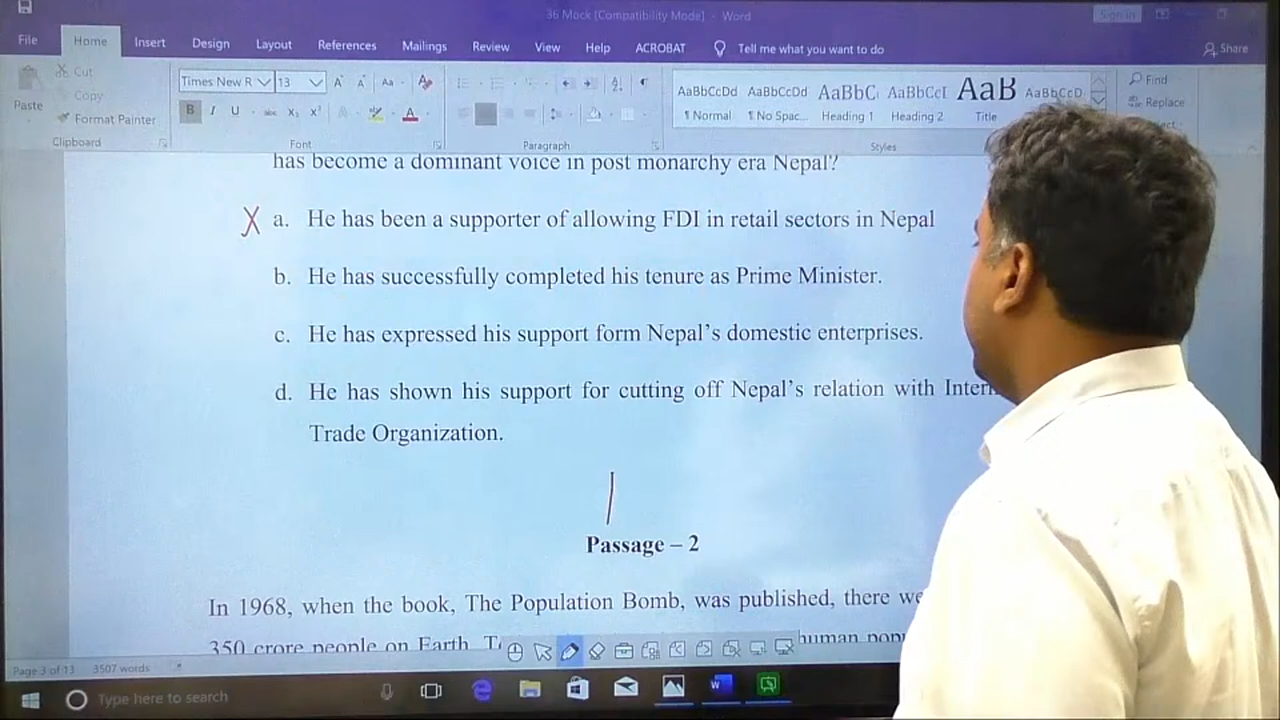 36 Mock [Compatibility Mode] - Word
Sign in
File Home Insert Design Layout References Mailings Review View Help ACROBAT Tell me what you want to do Share
Paste
Cut
Copy
Format Painter
Clipboard
Times New R 13
B I U
Font
Paragraph
AaBbCcDd AaBbCcDd AaBbC AaBbCcI AaB AaBbCcD
¶ Normal ¶ No Spac... Heading 1 Heading 2 Title
Styles
Find
Replace
has become a dominant voice in post monarchy era Nepal?
X a. He has been a supporter of allowing FDI in retail sectors in Nepal
b. He has successfully completed his tenure as Prime Minister.
c. He has expressed his support form Nepal's domestic enterprises.
d. He has shown his support for cutting off Nepal's relation with
Trade Organization.
Passage – 2
In 1968, when the book, The Population Bomb, was published, there
350 crore people on Earth. human
Page 3 of 13 3507 words
Type here to search